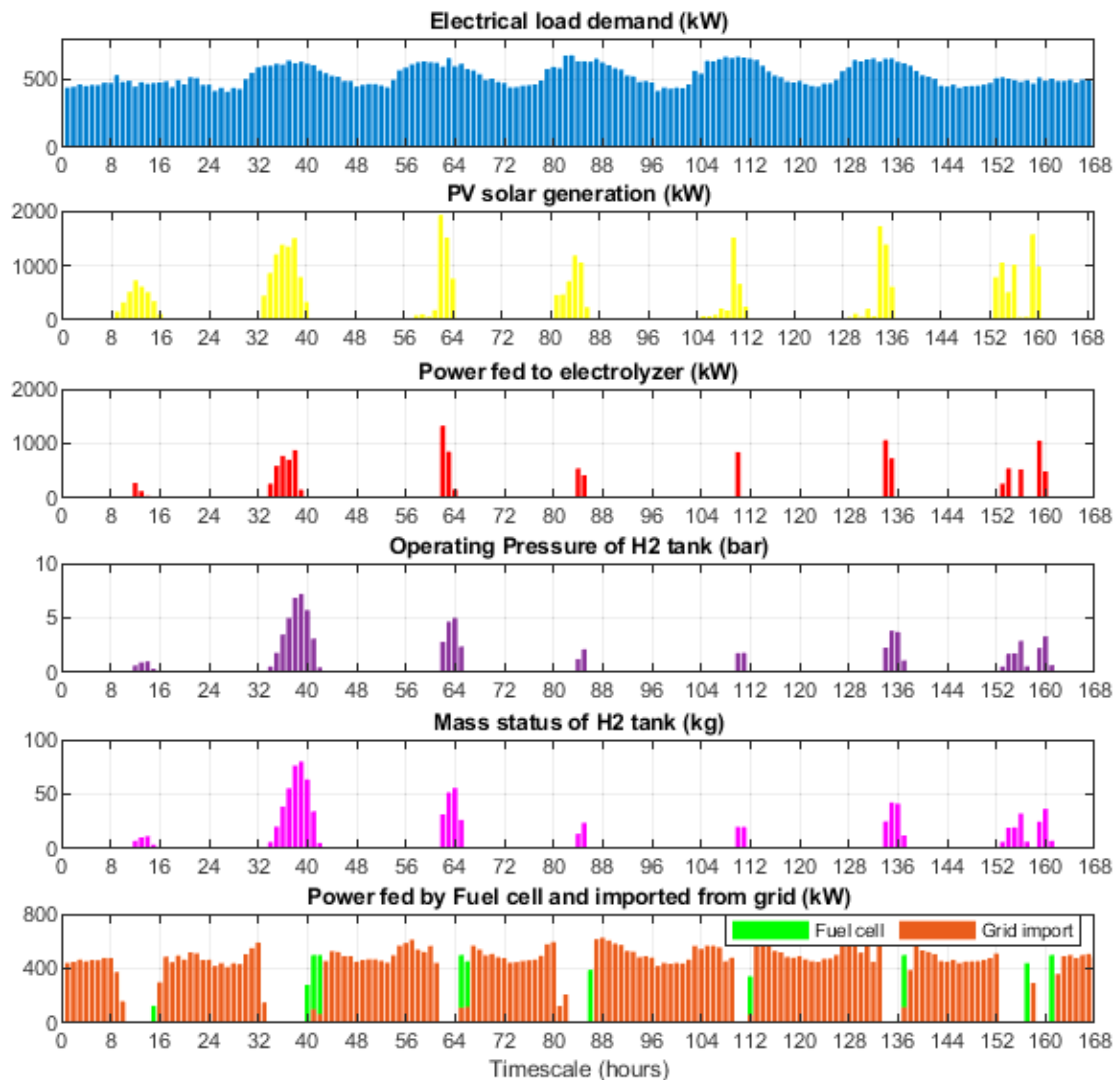 Electrical load demand (kW)
500
0
0 8 16 24 32 40 48 56 64 72 80 88 96 104 112 120 128 136 144 152 160 168
PV solar generation (kW)
2000
1000
0
0 8 16 24 32 40 48 56 64 72 80 88 96 104 112 120 128 136 144 152 160 168
Power fed to electrolyzer (kW)
2000
1000
0
0 8 16 24 32 40 48 56 64 72 80 88 96 104 112 120 128 136 144 152 160 168
Operating Pressure of H2 tank (bar)
10
5
0
0 8 16 24 32 40 48 56 64 72 80 88 96 104 112 120 128 136 144 152 160 168
Mass status of H2 tank (kg)
100
50
0
0 8 16 24 32 40 48 56 64 72 80 88 96 104 112 120 128 136 144 152 160 168
Power fed by Fuel cell and imported from grid (kW)
800
Fuel cell Grid import
400
0
0 8 16 24 32 40 48 56 64 72 80 88 96 104 112 120 128 136 144 152 160 168
Timescale (hours)